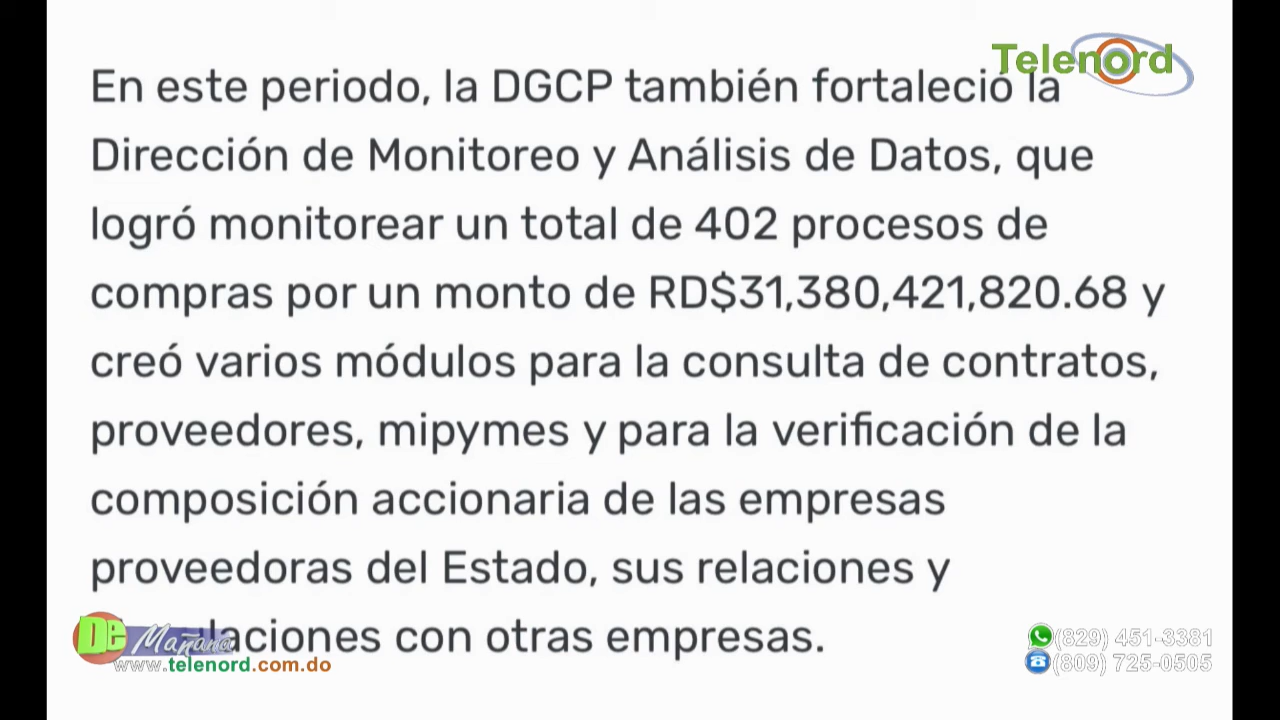 Telenord
En este periodo, la DGCP también fortaleció la
Dirección de Monitoreo y Análisis de Datos, que
logró monitorear un total de 402 procesos de
compras por un monto de RD$31,380,421,820.68 y
creó varios módulos para la consulta de contratos,
proveedores, mipymes y para la verificación de la
composición accionaria de las empresas
proveedoras del Estado, sus relaciones y
con otras empresas.
De Mañana
www.telenord.com.do
(829) 451-3381
(809) 725-0505